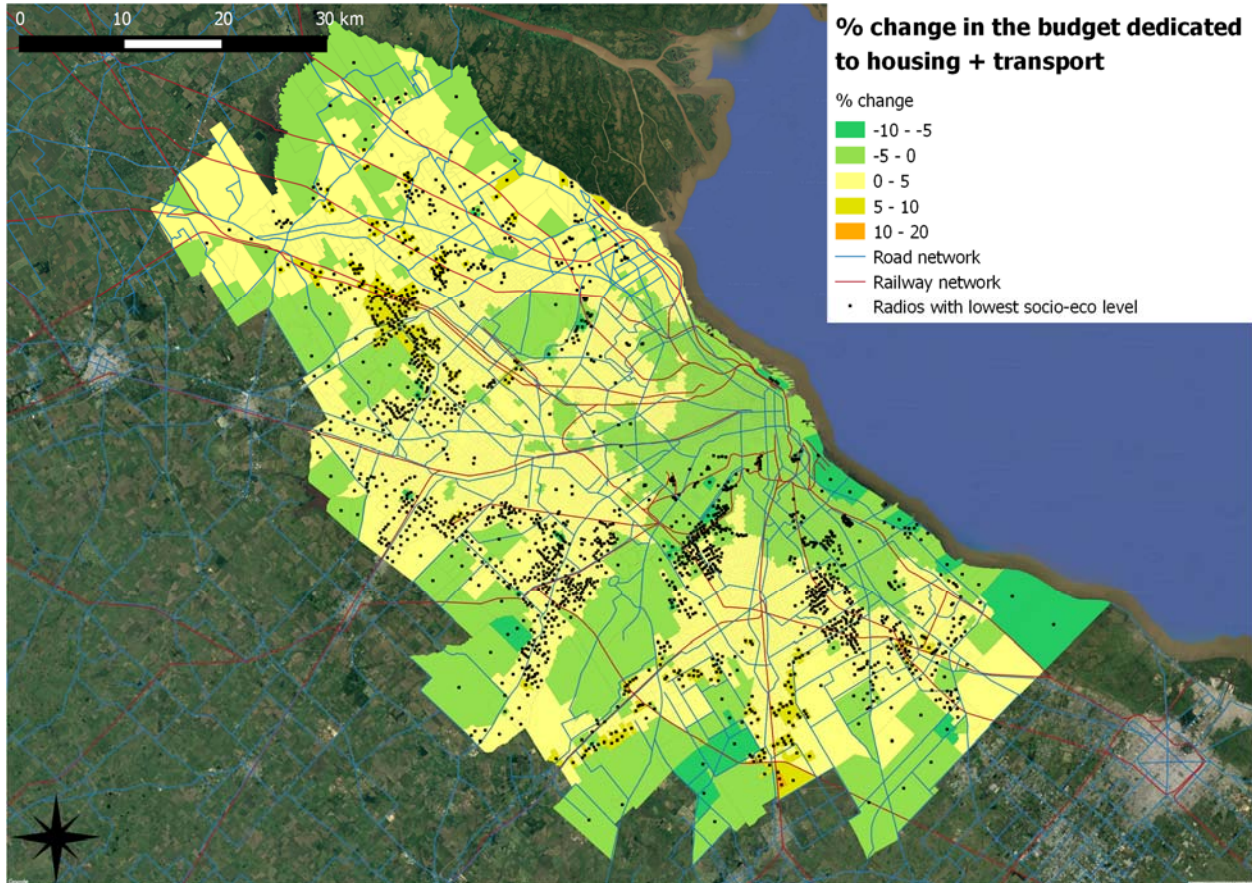 0 10 20 30 km
% change in the budget dedicated
to housing + transport
% change
-10 - -5
-5 - 0
0 - 5
5 - 10
10 - 20
Road network
Railway network
Radios with lowest socio-eco level